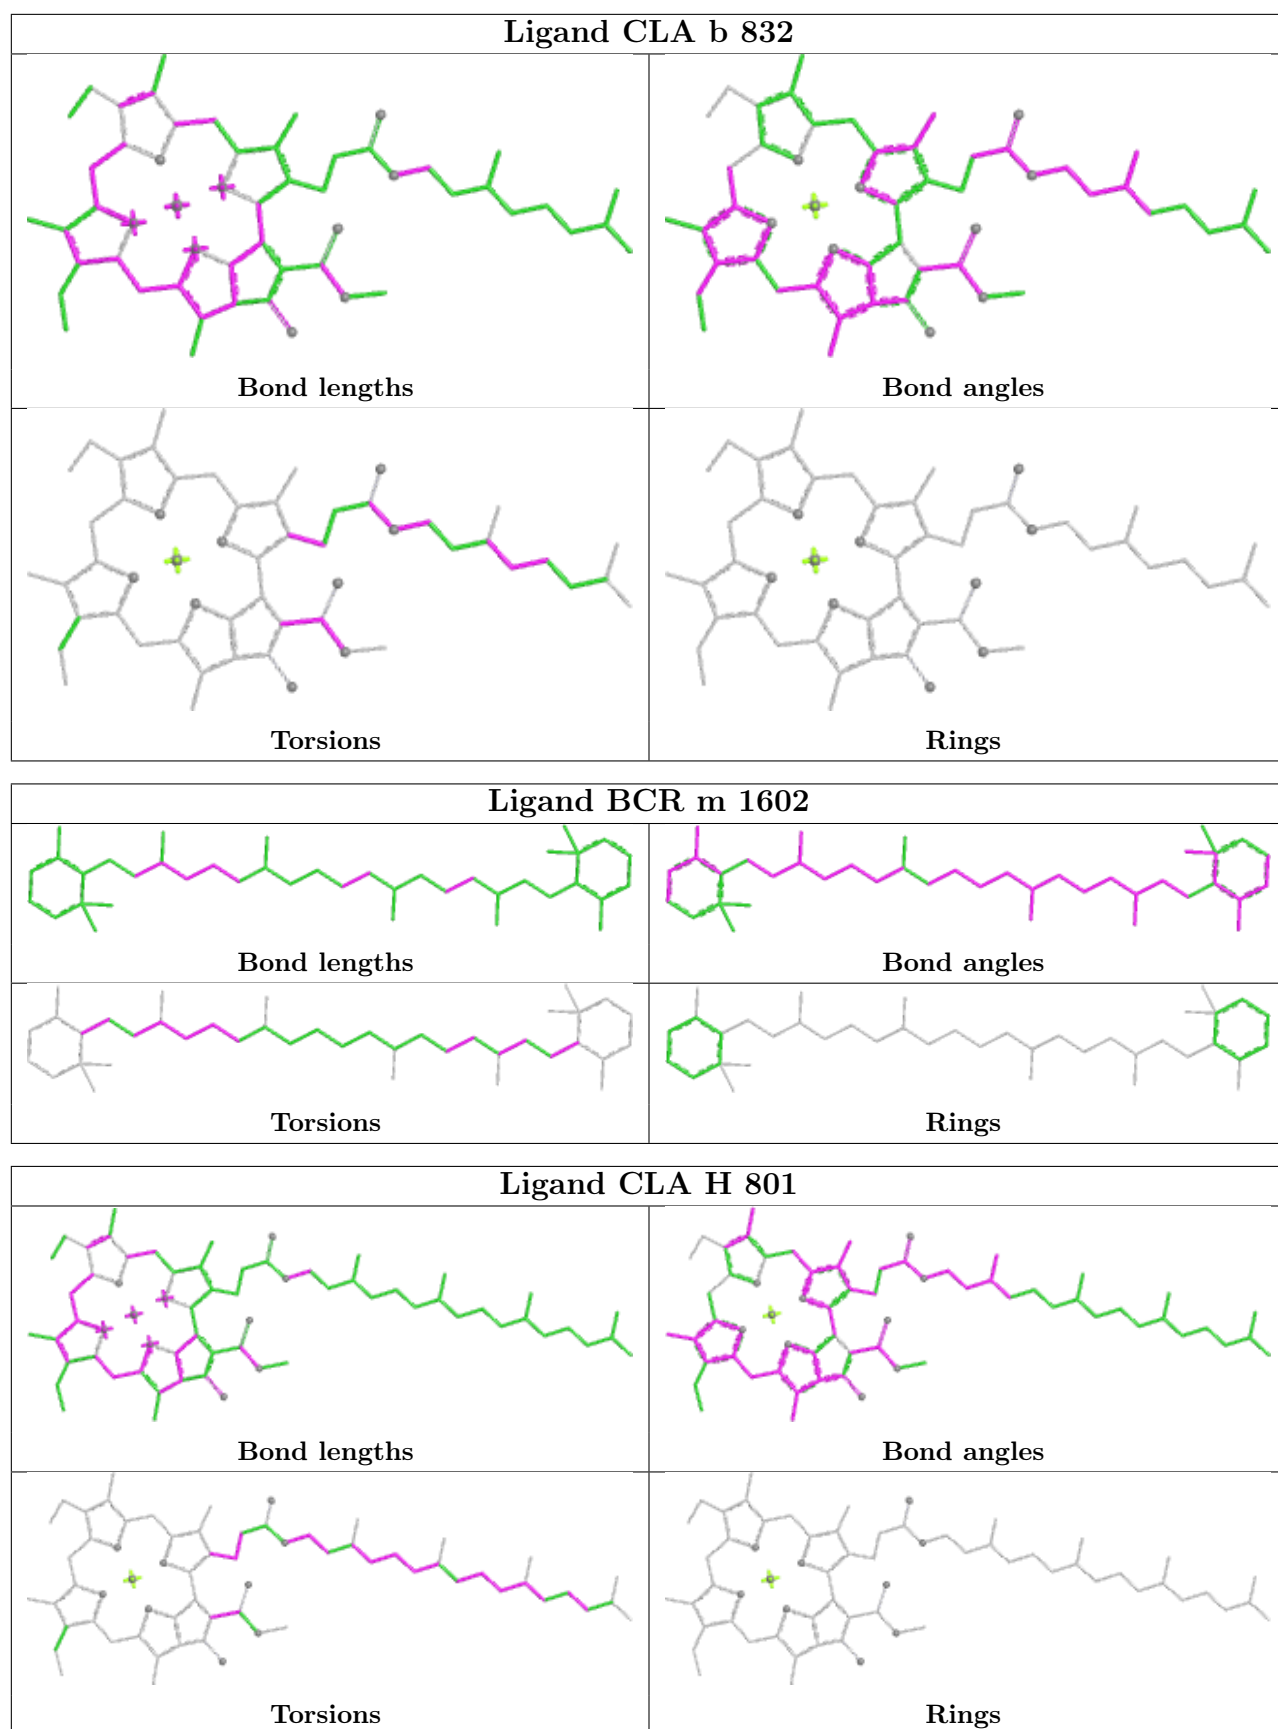 Ligand CLA b 832
Bond lengths
Bond angles
Torsions
Rings
Ligand BCR m 1602
Bond lengths
Bond angles
Torsions
Rings
Ligand CLA H 801
Bond lengths
Bond angles
Torsions
Rings